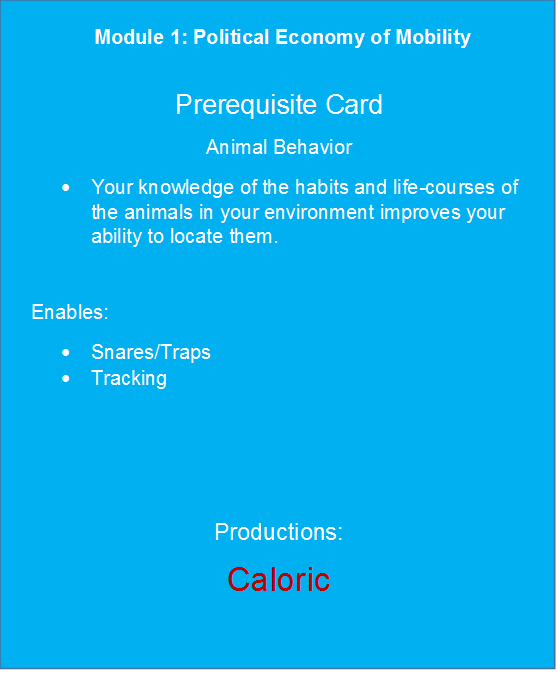 Module 1: Political Economy of Mobility
Prerequisite Card
Animal Behavior
• Your knowledge of the habits and life-courses of
the animals in your environment improves your
ability to locate them.
Enables:
• Snares/Traps
• Tracking
Productions:
Caloric